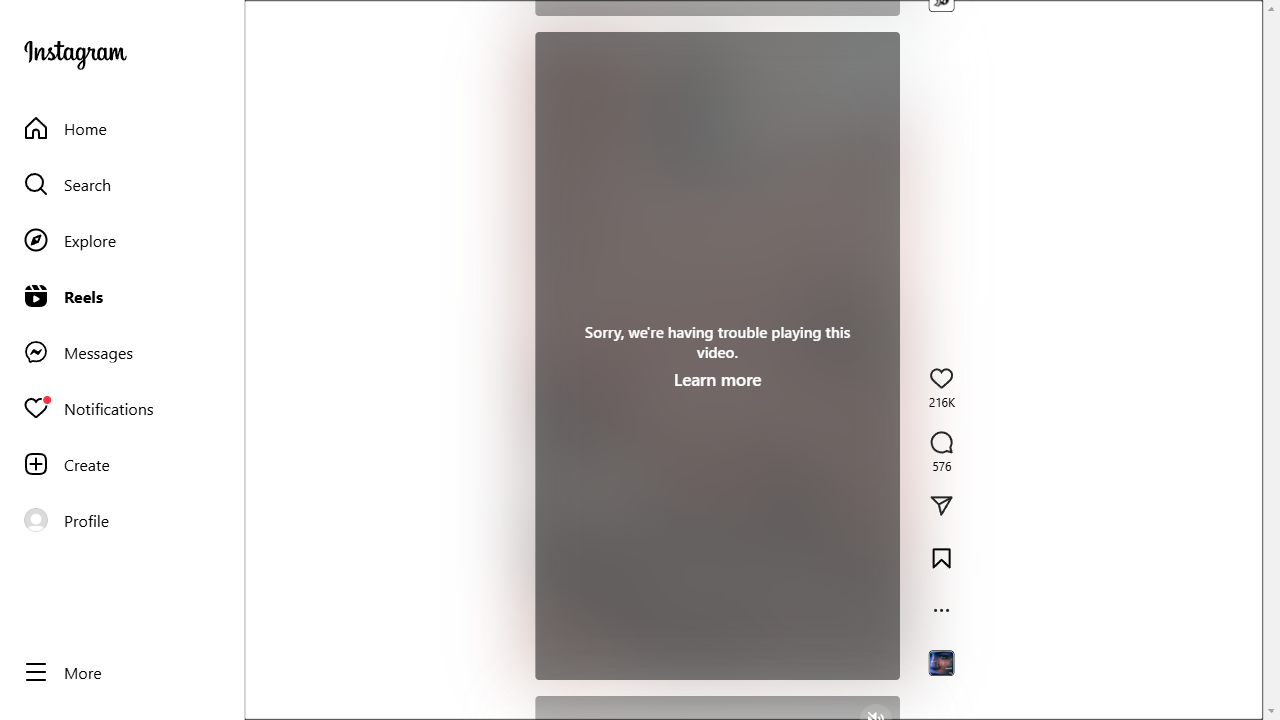 Instagram
Home
Search
Explore
Reels
Messages
Notifications
Create
Profile
More
Sorry, we're having trouble playing this
video.
Learn more
216K
576